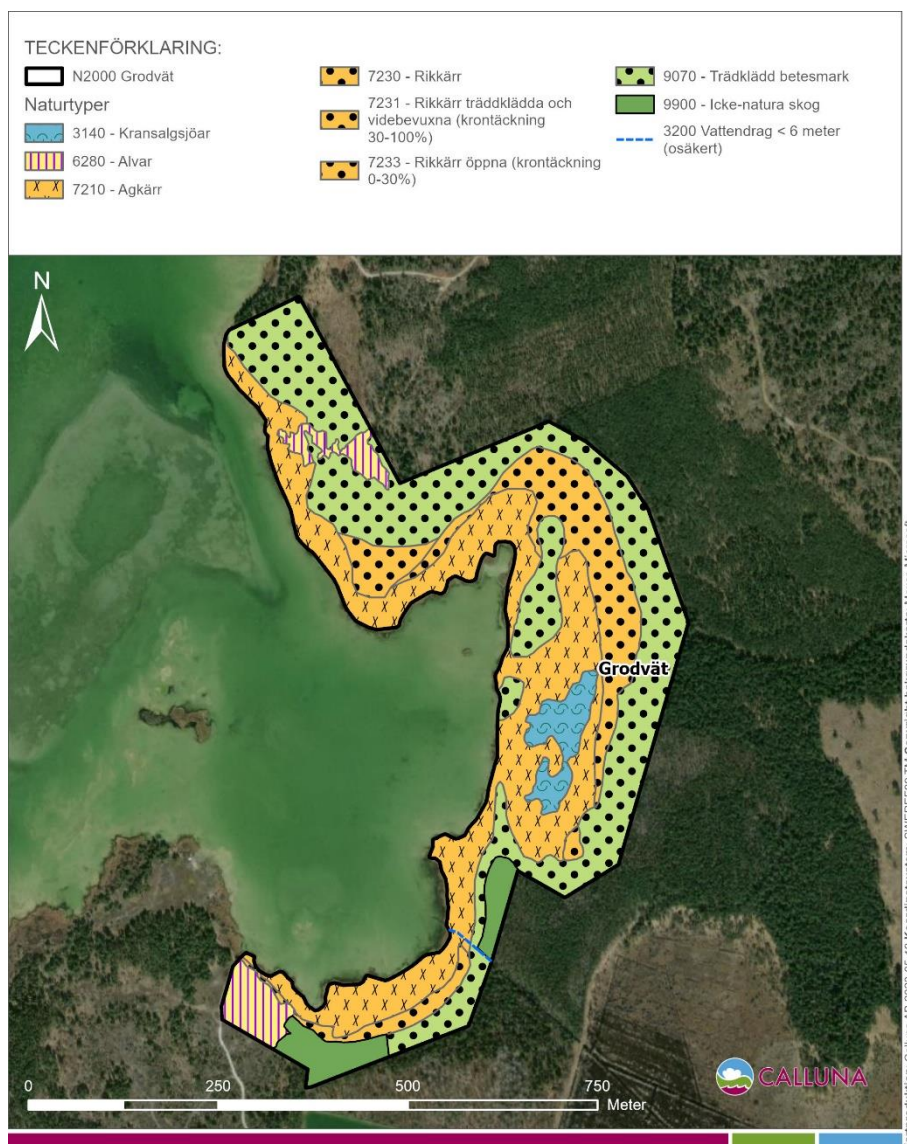 TECKENFÖRKLARING:
N2000 Grodvät
Naturtyper
3140 - Kransalgsjöar
6280 - Alvar
7210 - Agkärr
7230 - Rikkärr
7231 - Rikkärr träddklädda och
videbevuxna (krontäckning
30-100%)
7233 - Rikkärr öppna (krontäckning
0-30%)
9070 - Trädklädd betesmark
9900 - Icke-natura skog
3200 Vattendrag < 6 meter
(osäkert)
N
Grodvät
0 250 500 750
Meter
CALLUNA